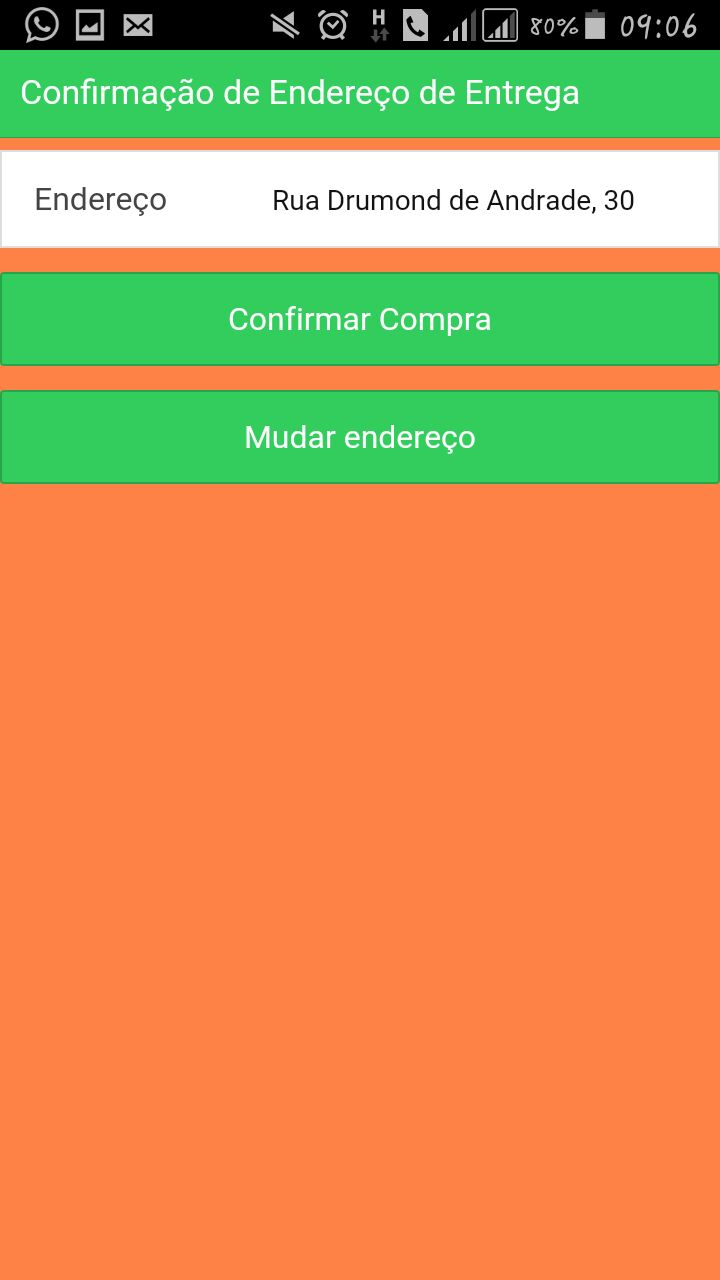 H 80% 09:06
Confirmação de Endereço de Entrega
Endereço Rua Drumond de Andrade, 30
Confirmar Compra
Mudar endereço